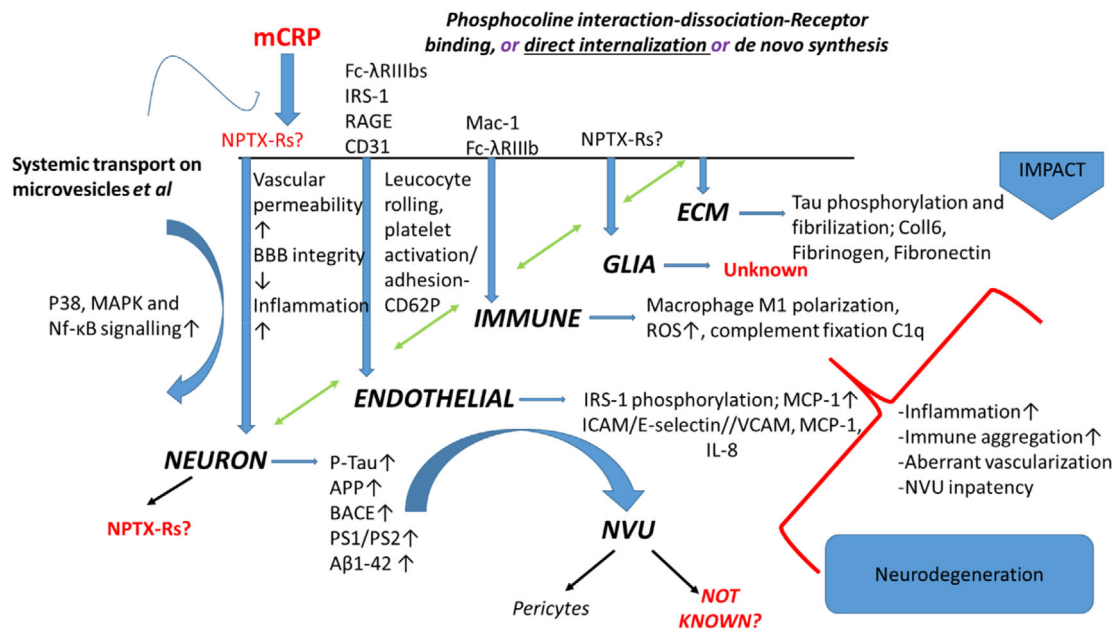 Phosphocoline interaction-dissociation-Receptor
binding, or direct internalization or de novo synthesis
mCRP
Fc-λRIIIbs
IRS-1
RAGE
CD31
NPTX-Rs?
Mac-1
Fc-λRIIIb
NPTX-Rs?
Systemic transport on
microvesicles et al
IMPACT
Vascular
permeability
↑
BBB integrity
↓
Inflammation
↑
Leucocyte
rolling,
platelet
activation/
adhesion-
CD62P
ECM
Tau phosphorylation and
fibrilization; Coll6,
Fibrinogen, Fibronectin
GLIA
Unknown
P38, MAPK and
Nf-κB signalling↑
IMMUNE
Macrophage M1 polarization,
ROS↑, complement fixation C1q
ENDOTHELIAL
IRS-1 phosphorylation; MCP-1↑
ICAM/E-selectin//VCAM, MCP-1,
IL-8
-Inflammation↑
-Immune aggregation↑
-Aberrant vascularization
-NVU inpatency
NEURON
P-Tau↑
APP↑
BACE↑
PS1/PS2↑
Aβ1-42 ↑
NPTX-Rs?
NVU
Pericytes
NOT
KNOWN?
Neurodegeneration